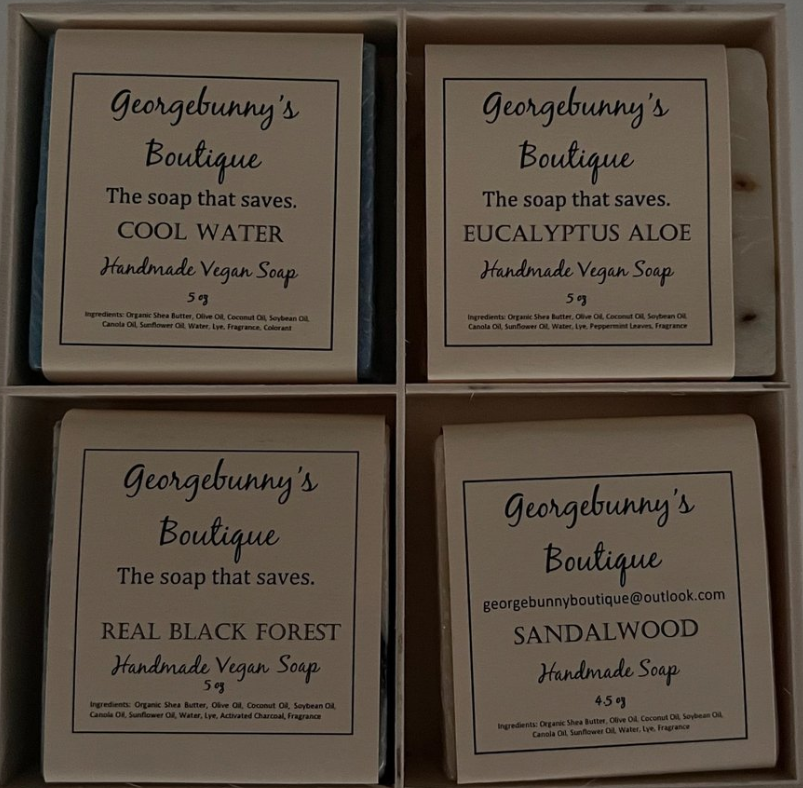 Georgebunny's
Boutique
The soap that saves.
COOL WATER
Handmade Vegan Soap
5 oz
Ingredients: Organic Shea Butter, Olive Oil, Coconut Oil, Soybean Oil,
Canola Oil, Sunflower Oil, Water, Lye, Fragrance, Colorant
Georgebunny's
Boutique
The soap that saves.
EUCALYPTUS ALOE
Handmade Vegan Soap
5 oz
Ingredients: Organic Shea Butter, Olive Oil, Coconut Oil, Soybean Oil,
Canola Oil, Sunflower Oil, Water, Lye, Peppermint Leaves, Fragrance
Georgebunny's
Boutique
The soap that saves.
REAL BLACK FOREST
Handmade Vegan Soap
5 oz
Ingredients: Organic Shea Butter, Olive Oil, Coconut Oil, Soybean Oil,
Canola Oil, Sunflower Oil, Water, Lye, Activated Charcoal, Fragrance
Georgebunny's
Boutique
georgebunnyboutique@outlook.com
SANDALWOOD
Handmade Soap
4.5 oz
Ingredients: Organic Shea Butter, Olive Oil, Coconut Oil, Soybean Oil,
Canola Oil, Sunflower Oil, Water, Lye, Fragrance